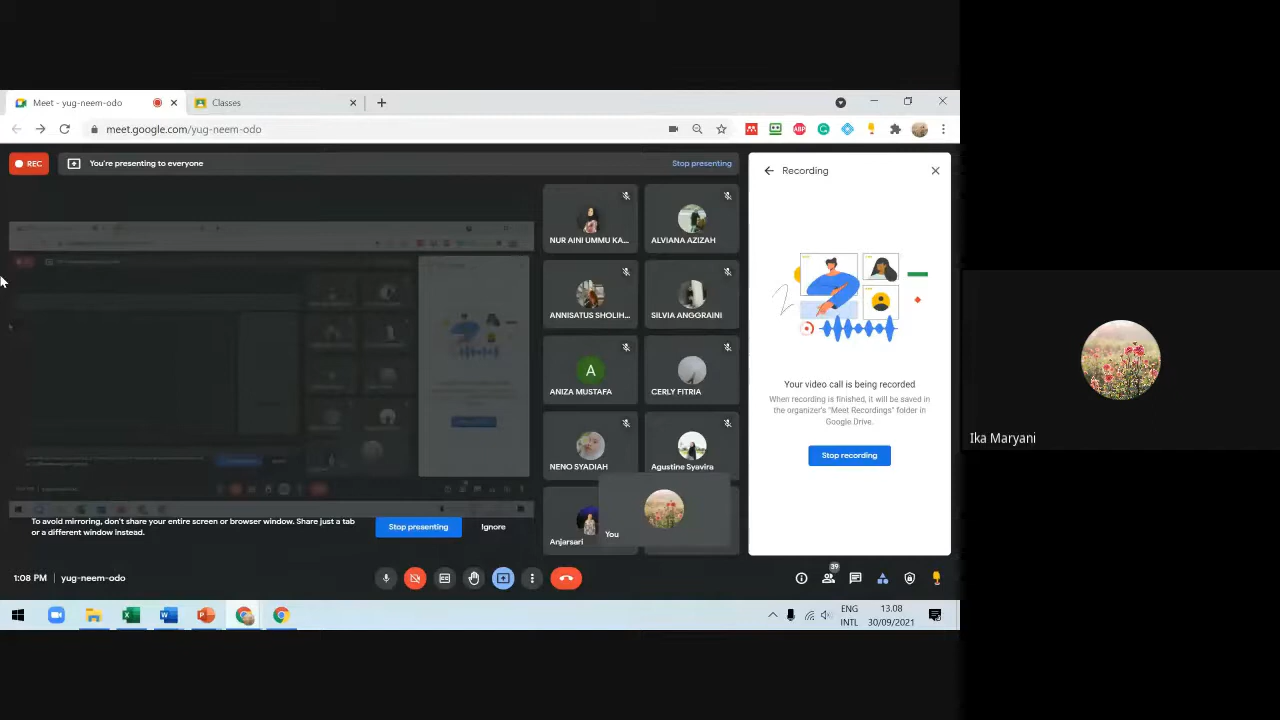 Meet - yug-neem-odo
Classes
meet.google.com/yug-neem-odo
REC
You're presenting to everyone
Stop presenting
Recording
NUR AINI UMMU KA...
ALVIANA AZIZAH
ANNISATUS SHOLIH...
SILVIA ANGGRAINI
A
ANIZA MUSTAFA
CERLY FITRIA
NENO SYADIAH
Agustine Syavira
Anjarsari
You
Your video call is being recorded
When recording is finished, it will be saved in
the organizer's "Meet Recordings" folder in
Google Drive.
Stop recording
Ika Maryani
To avoid mirroring, don't share your entire screen or browser window. Share just a tab
or a different window instead.
Stop presenting
Ignore
1:08 PM
yug-neem-odo
39
ENG
INTL
13.08
30/09/2021
ABP